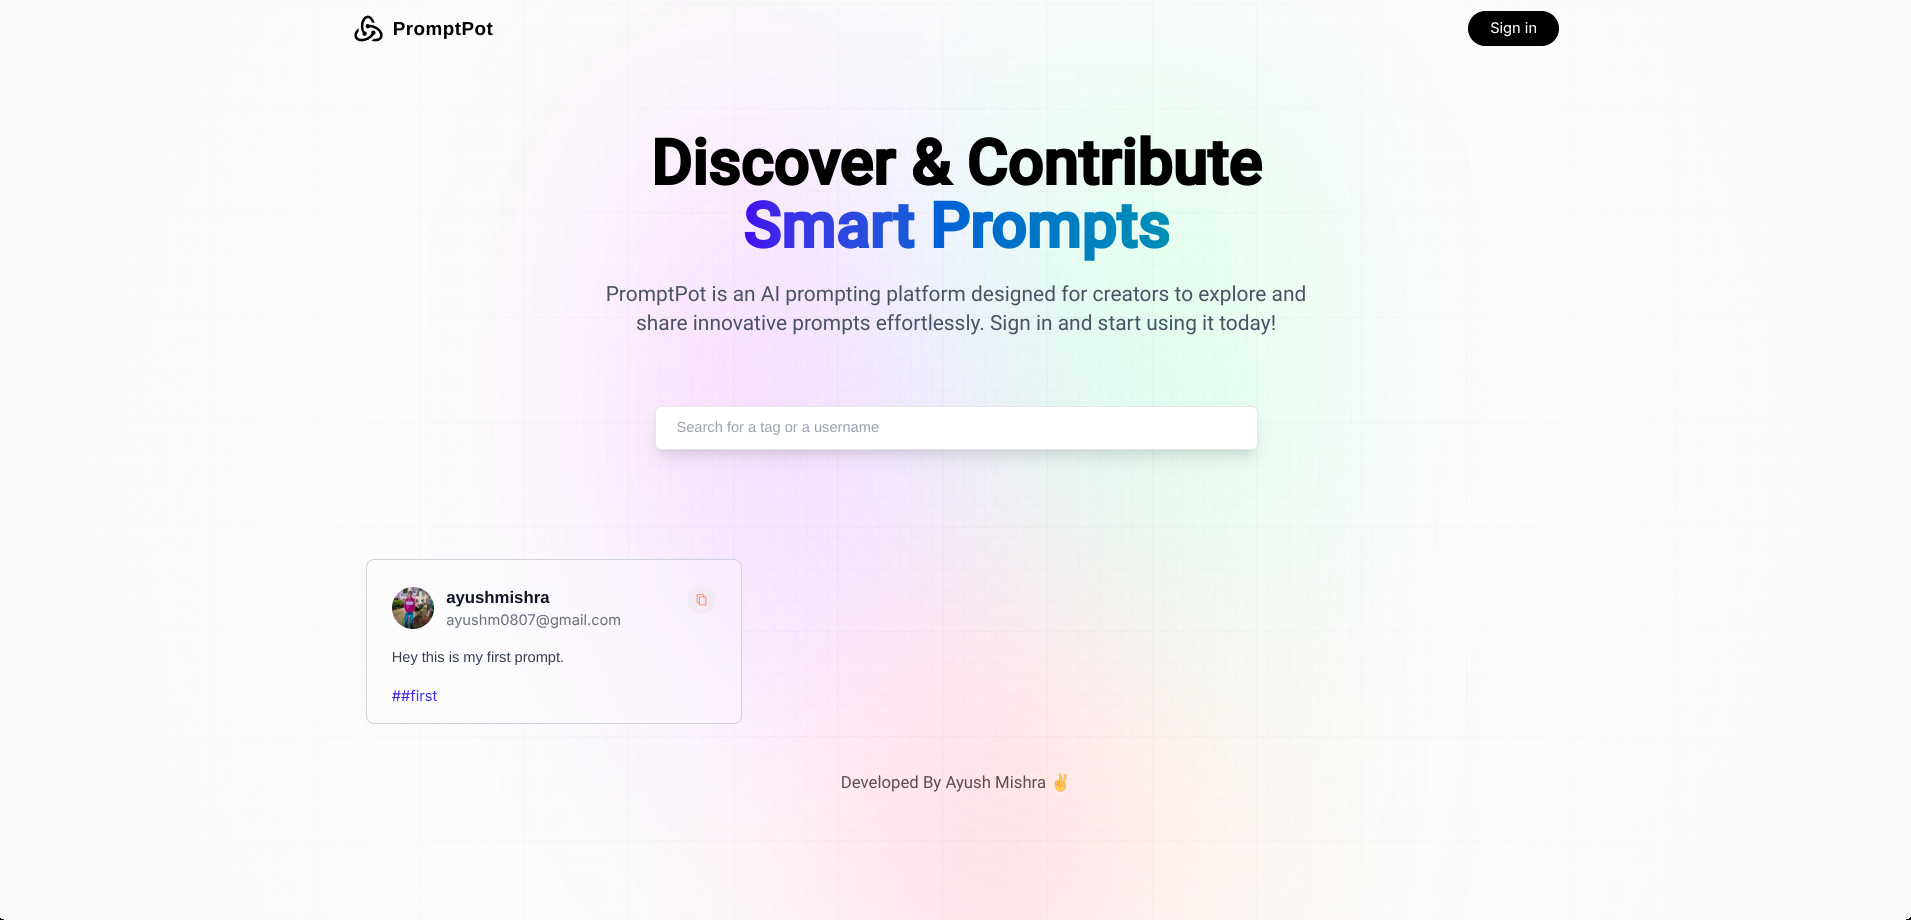 PromptPot
Sign in
Discover & Contribute
Smart Prompts
PromptPot is an AI prompting platform designed for creators to explore and
share innovative prompts effortlessly. Sign in and start using it today!
Search for a tag or a username
ayushmishra
ayushm0807@gmail.com
Hey this is my first prompt.
##first
Developed By Ayush Mishra ✌